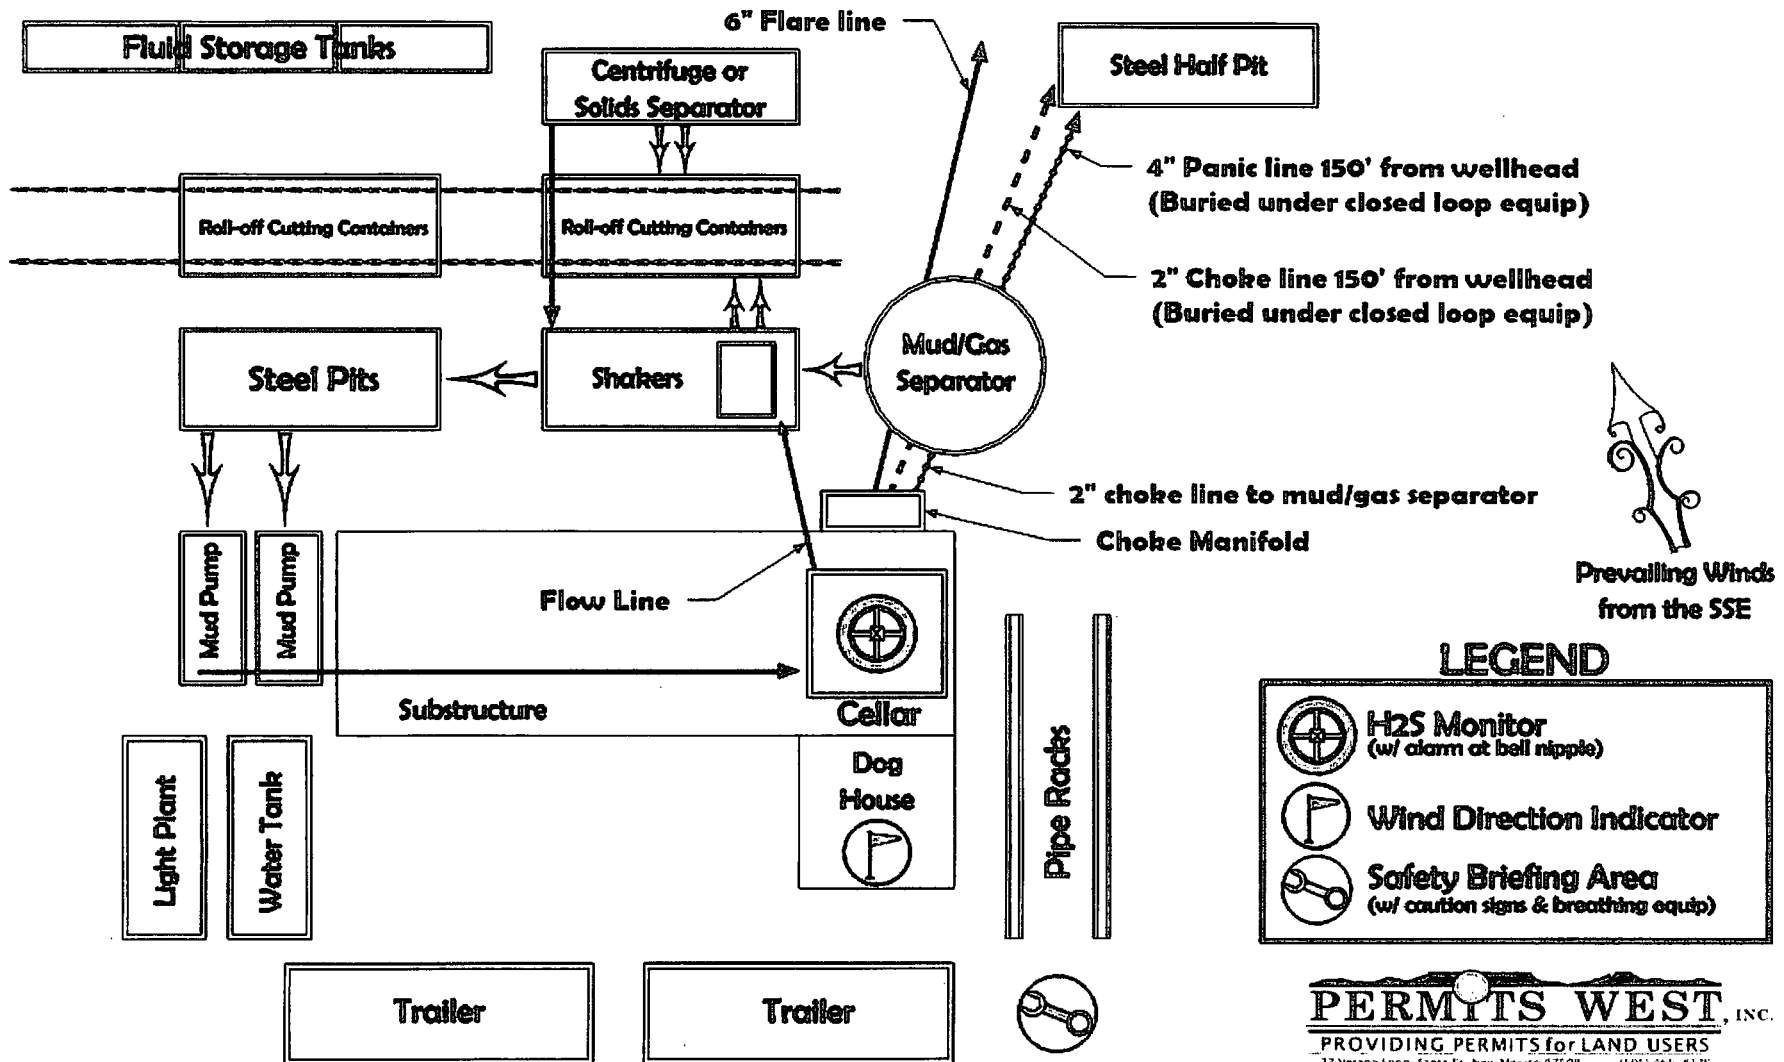 6" Flare line
Fluid Storage Tanks
Centrifuge or
Solids Separator
Steel Half Pit
4" Panic line 150' from wellhead
(Buried under closed loop equip)
Roll-off Cutting Containers
Roll-off Cutting Containers
2" Choke line 150' from wellhead
(Buried under closed loop equip)
Mud/Gas
Separator
Steel Pits
Shakers
2" choke line to mud/gas separator
Choke Manifold
Mud Pump
Mud Pump
Flow Line
Prevailing Winds
from the SSE
Substructure
Cellar
Dog
House
Pipe Racks
Light Plant
Water Tank
LEGEND
H2S Monitor
(w/ alarm at bell nipple)
Wind Direction Indicator
Safety Briefing Area
(w/ caution signs & breathing equip)
Trailer
Trailer
PERMITS WEST, INC.
PROVIDING PERMITS for LAND USERS